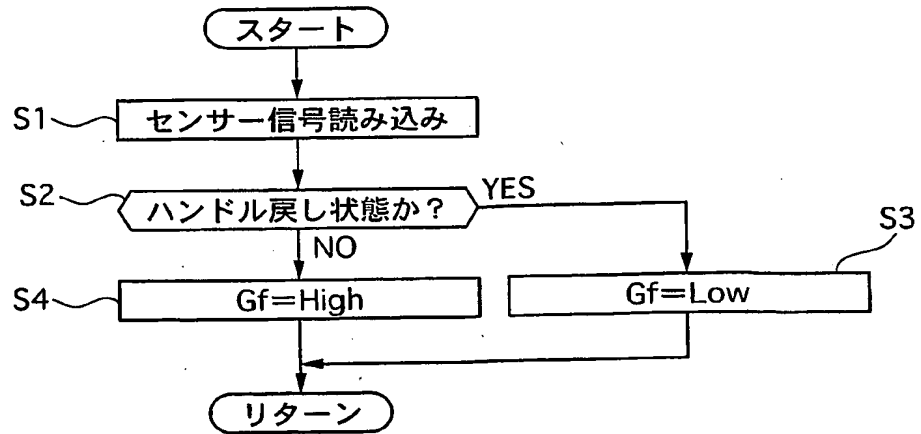 スタート
S1
センサー信号読み込み
S2
ハンドル戻し状態か？
YES
NO
S3
S4
Gf=High
Gf=Low
リターン